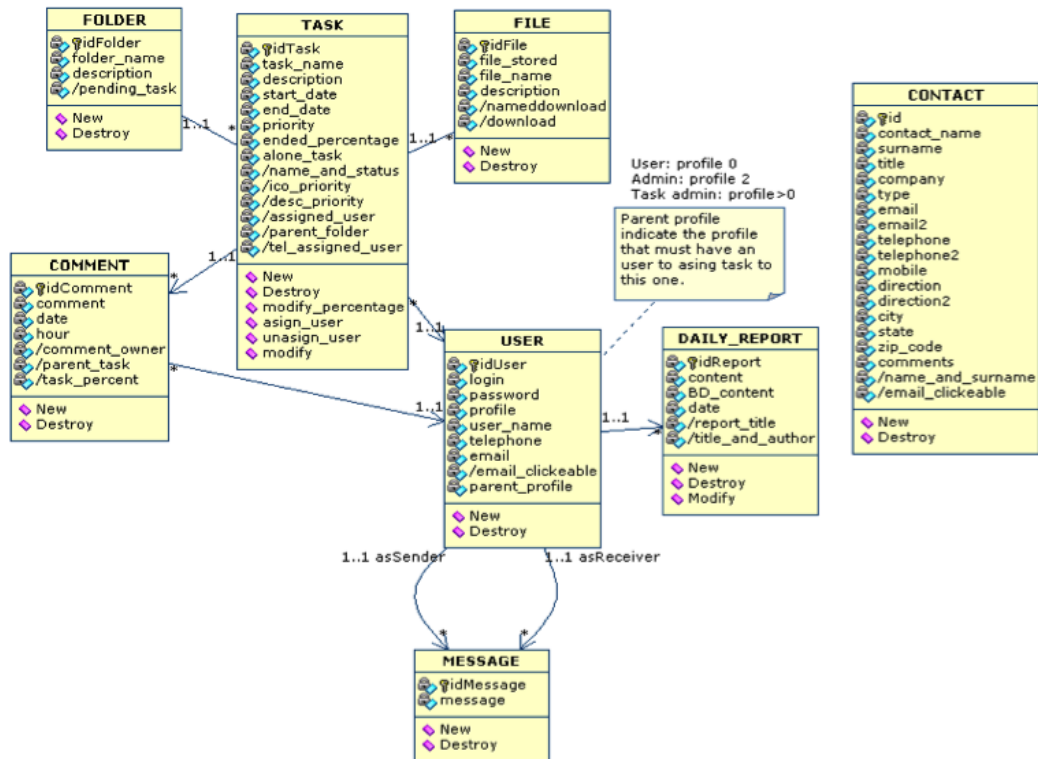 FOLDER
idFolder
folder_name
description
/pending_task
New
Destroy
1..1
*
TASK
idTask
task_name
description
start_date
end_date
priority
ended_percentage
alone_task
/name_and_status
/ico_priority
/desc_priority
/assigned_user
/parent_folder
/tel_assigned_user
New
Destroy
modify_percentage
asign_user
unasign_user
modify
1..1
*
FILE
idFile
file_stored
file_name
description
/nameddownload
/download
New
Destroy
User: profile 0
Admin: profile 2
Task admin: profile>0
Parent profile
indicate the profile
that must have an
user to asing task to
this one.
CONTACT
id
contact_name
surname
title
company
type
email
email2
telephone
telephone2
mobile
direction
direction2
city
state
zip_code
comments
/name_and_surname
/email_clickeable
New
Destroy
1..1
*
COMMENT
idComment
comment
date
hour
/comment_owner
/parent_task
/task_percent
New
Destroy
*
1..1
*
1..1
USER
idUser
login
password
profile
user_name
telephone
email
/email_clickeable
parent_profile
New
Destroy
1..1
*
DAILY_REPORT
idReport
content
BD_content
date
/report_title
/title_and_author
New
Destroy
Modify
1..1 asSender
1..1 asReceiver
*
*
MESSAGE
idMessage
message
New
Destroy